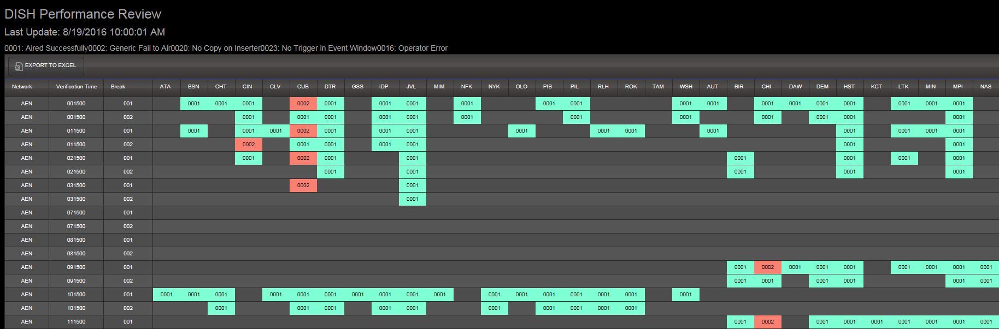 DISH Performance Review
Last Update: 8/19/2016 10:00:01 AM
0001: Aired Successfully0002: Generic Fail to Air0020: No Copy on Inserter0023: No Trigger in Event Window0016: Operator Error
EXPORT TO EXCEL
Network Verification Time Break ATA BSN CHT CIN CLV CUB DTR GSS IDP JVL MIM NFK NYK OLO PIB PIL RLH ROK TAM WSH AUT BIR CHI DAW DEM HST KCT LTK MIN MPI NAS
AEN 001500 001 0001 0001 0001 0002 0001 0001 0001 0001 0001 0001 0001 0001 0001 0001 0001 0001 0001 0001 0001
AEN 001500 002 0001 0001 0001 0001 0001 0001 0001 0001 0001 0001 0001 0001
AEN 011500 001 0001 0001 0001 0002 0001 0001 0001 0001 0001 0001 0001 0001 0001 0001 0001
AEN 011500 002 0002 0001 0001 0001 0001 0001 0001
AEN 021500 001 0001 0002 0001 0001 0001 0001 0001 0001
AEN 021500 002 0001 0001 0001 0001 0001
AEN 031500 001 0002 0001
AEN 031500 002 0001
AEN 071500 001
AEN 071500 002
AEN 081500 001
AEN 081500 002
AEN 091500 001 0001 0002 0001 0001 0001 0001 0001 0001 0001
AEN 091500 002 0001 0001 0001 0001 0001 0001
AEN 101500 001 0001 0001 0001 0001 0001 0001 0001 0001 0001 0001 0001 0001 0001 0001 0001 0001 0001
AEN 101500 002 0001 0001 0001 0001 0001 0001 0001 0001 0001 0001
AEN 111500 001 0001 0002 0001 0001 0001 0001 0001 0001 0001